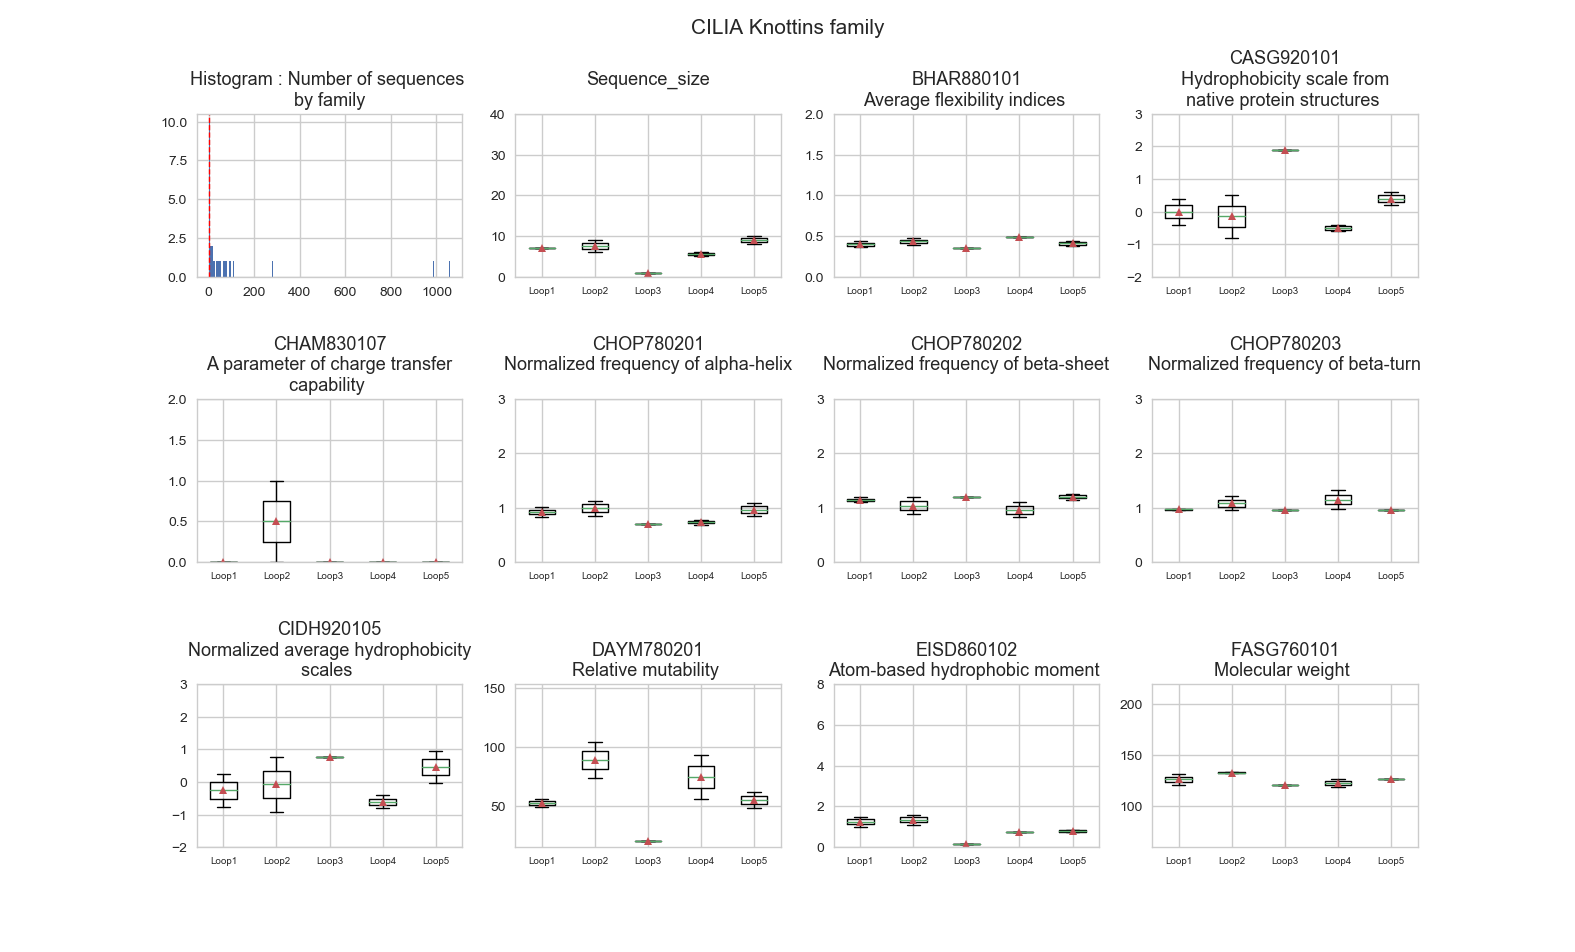 CILIA Knottins family
Histogram : Number of sequences
by family
10.0
7.5
5.0
2.5
0.0
0 200 400 600 800 1000
Sequence_size
40
30
20
10
0
Loop1 Loop2 Loop3 Loop4 Loop5
BHAR880101
Average flexibility indices
2.0
1.5
1.0
0.5
0.0
Loop1 Loop2 Loop3 Loop4 Loop5
CASG920101
Hydrophobicity scale from
native protein structures
3
2
1
0
−1
−2
Loop1 Loop2 Loop3 Loop4 Loop5
CHAM830107
A parameter of charge transfer
capability
2.0
1.5
1.0
0.5
0.0
Loop1 Loop2 Loop3 Loop4 Loop5
CHOP780201
Normalized frequency of alpha-helix
3
2
1
0
Loop1 Loop2 Loop3 Loop4 Loop5
CHOP780202
Normalized frequency of beta-sheet
3
2
1
0
Loop1 Loop2 Loop3 Loop4 Loop5
CHOP780203
Normalized frequency of beta-turn
3
2
1
0
Loop1 Loop2 Loop3 Loop4 Loop5
CIDH920105
Normalized average hydrophobicity
scales
3
2
1
0
−1
−2
Loop1 Loop2 Loop3 Loop4 Loop5
DAYM780201
Relative mutability
150
100
50
Loop1 Loop2 Loop3 Loop4 Loop5
EISD860102
Atom-based hydrophobic moment
8
6
4
2
0
Loop1 Loop2 Loop3 Loop4 Loop5
FASG760101
Molecular weight
200
150
100
Loop1 Loop2 Loop3 Loop4 Loop5